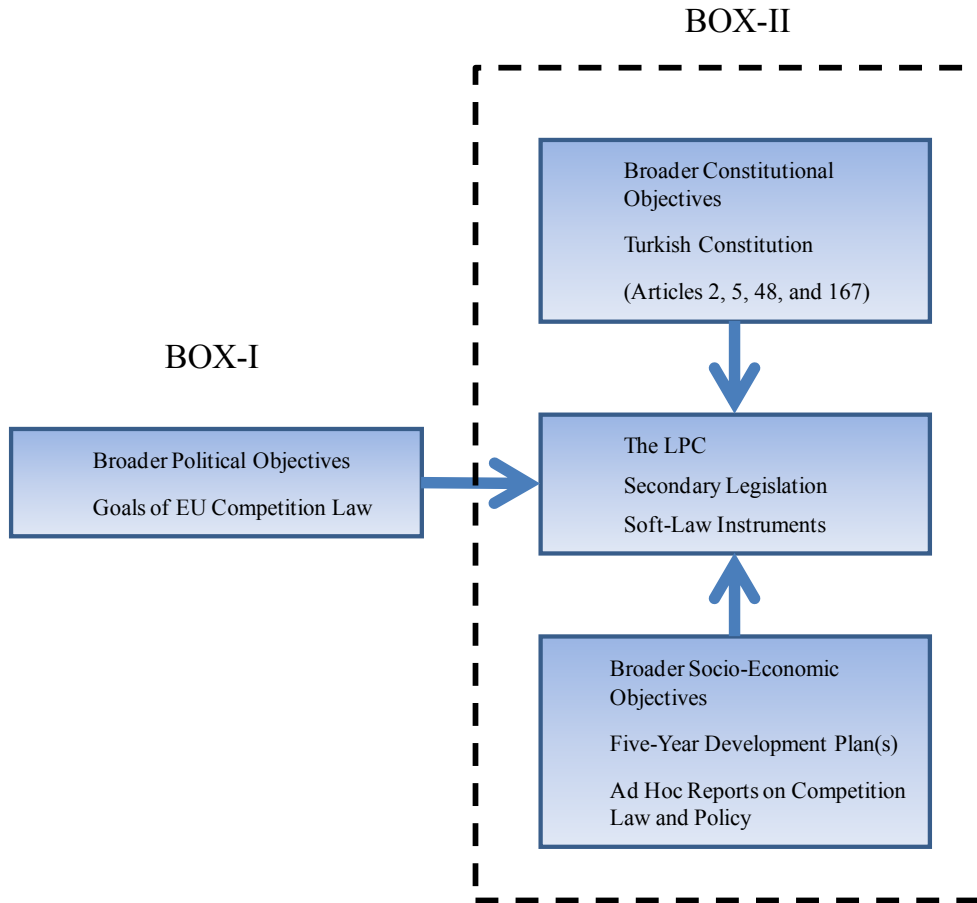 BOX-II
Broader Constitutional
Objectives
Turkish Constitution
(Articles 2, 5, 48, and 167)
BOX-I
Broader Political Objectives
Goals of EU Competition Law
The LPC
Secondary Legislation
Soft-Law Instruments
Broader Socio-Economic
Objectives
Five-Year Development Plan(s)
Ad Hoc Reports on Competition
Law and Policy